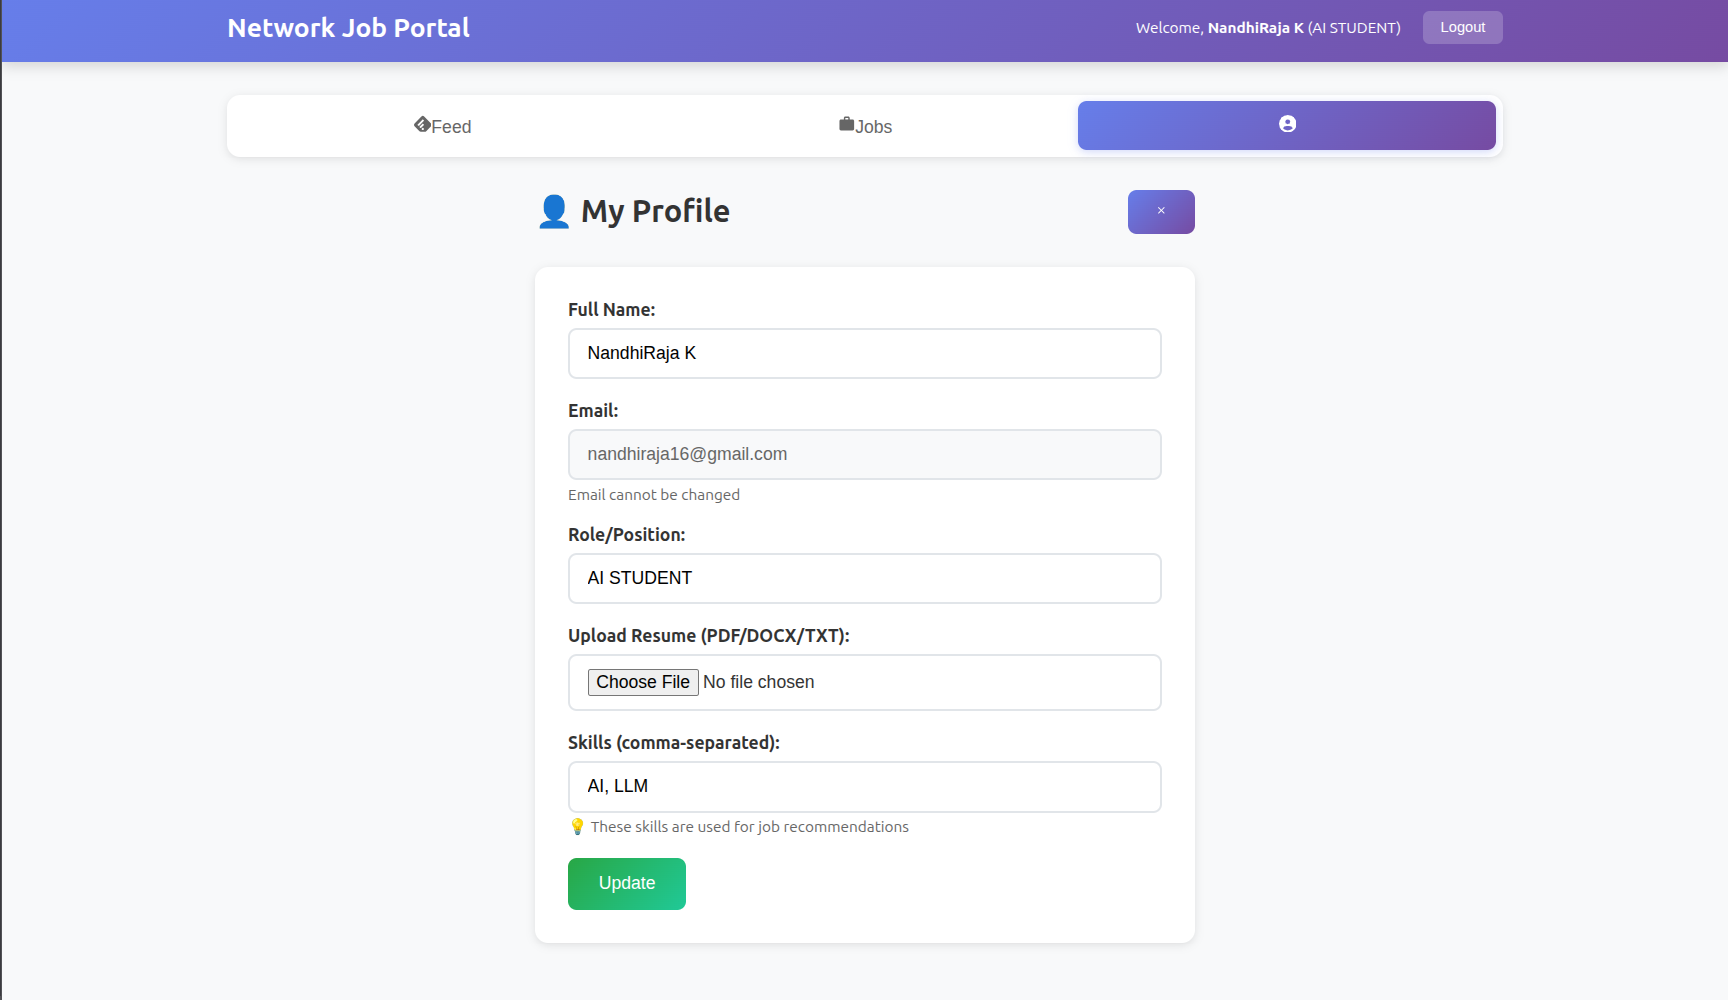 Network Job Portal
Welcome, NandhiRaja K (AI STUDENT)
Logout
Feed
Jobs
My Profile
×
Full Name:
NandhiRaja K
Email:
nandhiraja16@gmail.com
Email cannot be changed
Role/Position:
AI STUDENT
Upload Resume (PDF/DOCX/TXT):
Choose File No file chosen
Skills (comma-separated):
AI, LLM
💡 These skills are used for job recommendations
Update